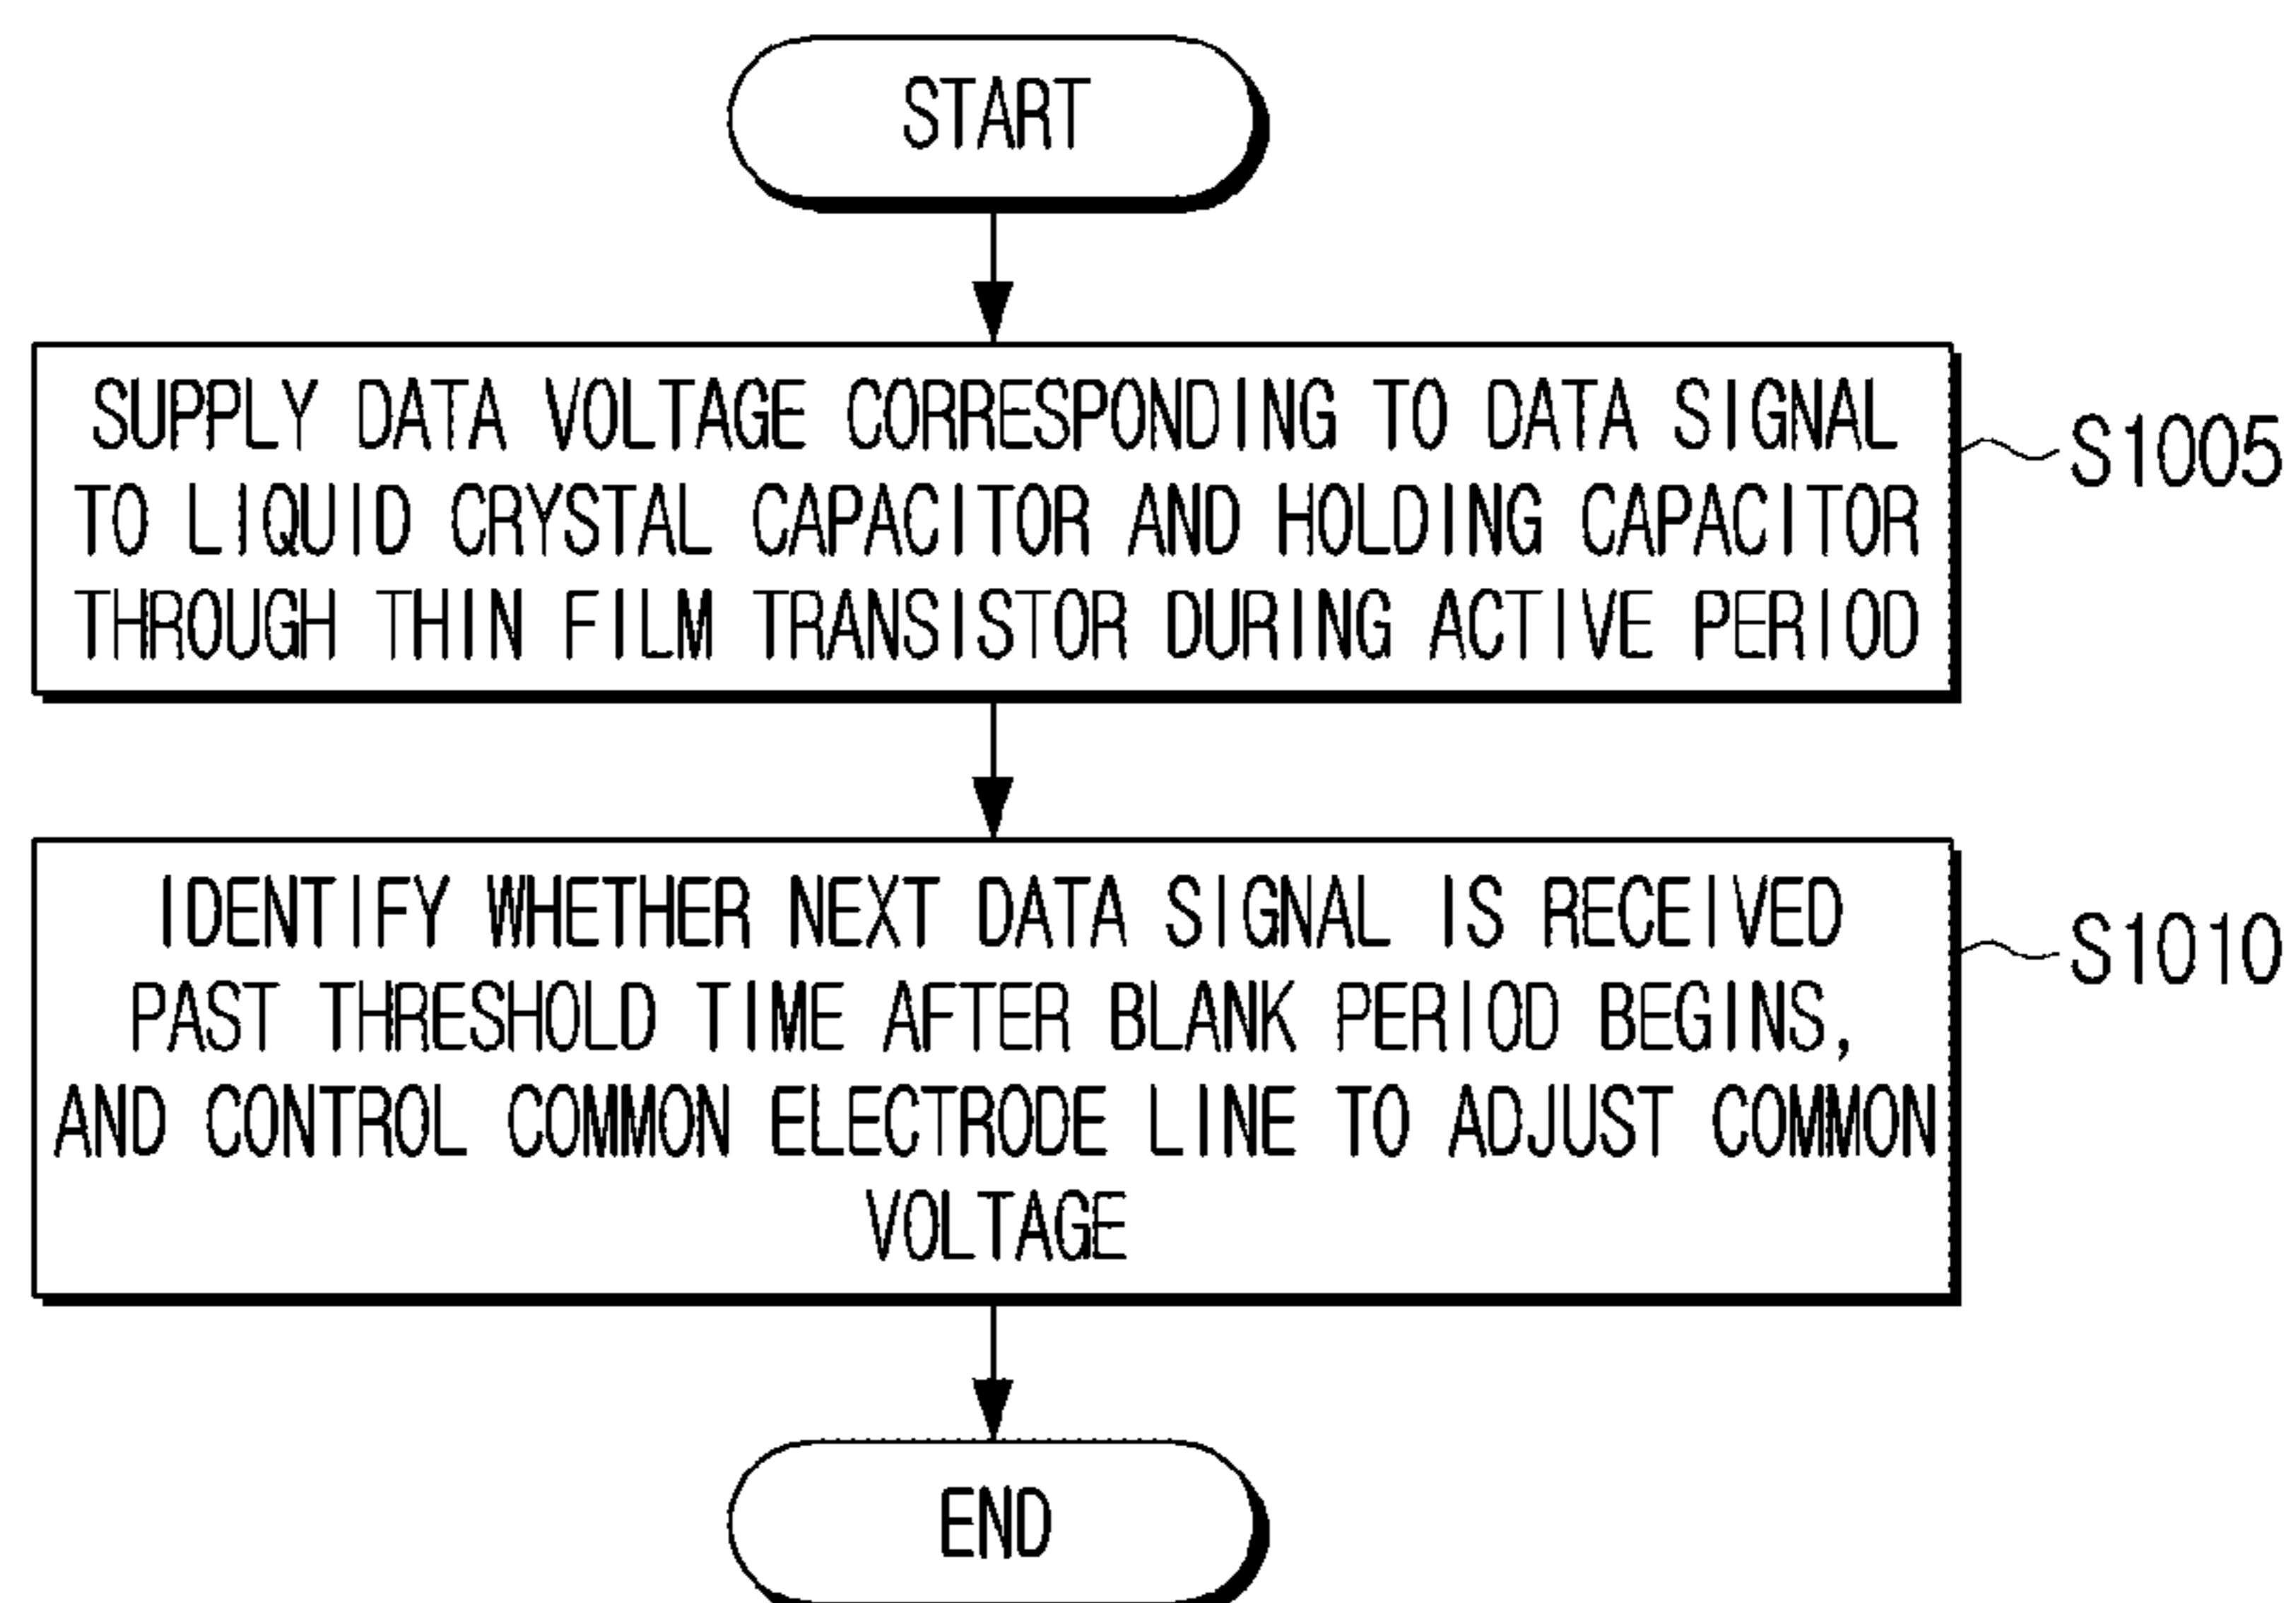 START
SUPPLY DATA VOLTAGE CORRESPONDING TO DATA SIGNAL
TO LIQUID CRYSTAL CAPACITOR AND HOLDING CAPACITOR
THROUGH THIN FILM TRANSISTOR DURING ACTIVE PERIOD
S1005
IDENTIFY WHETHER NEXT DATA SIGNAL IS RECEIVED
PAST THRESHOLD TIME AFTER BLANK PERIOD BEGINS,
AND CONTROL COMMON ELECTRODE LINE TO ADJUST COMMON
VOLTAGE
S1010
END